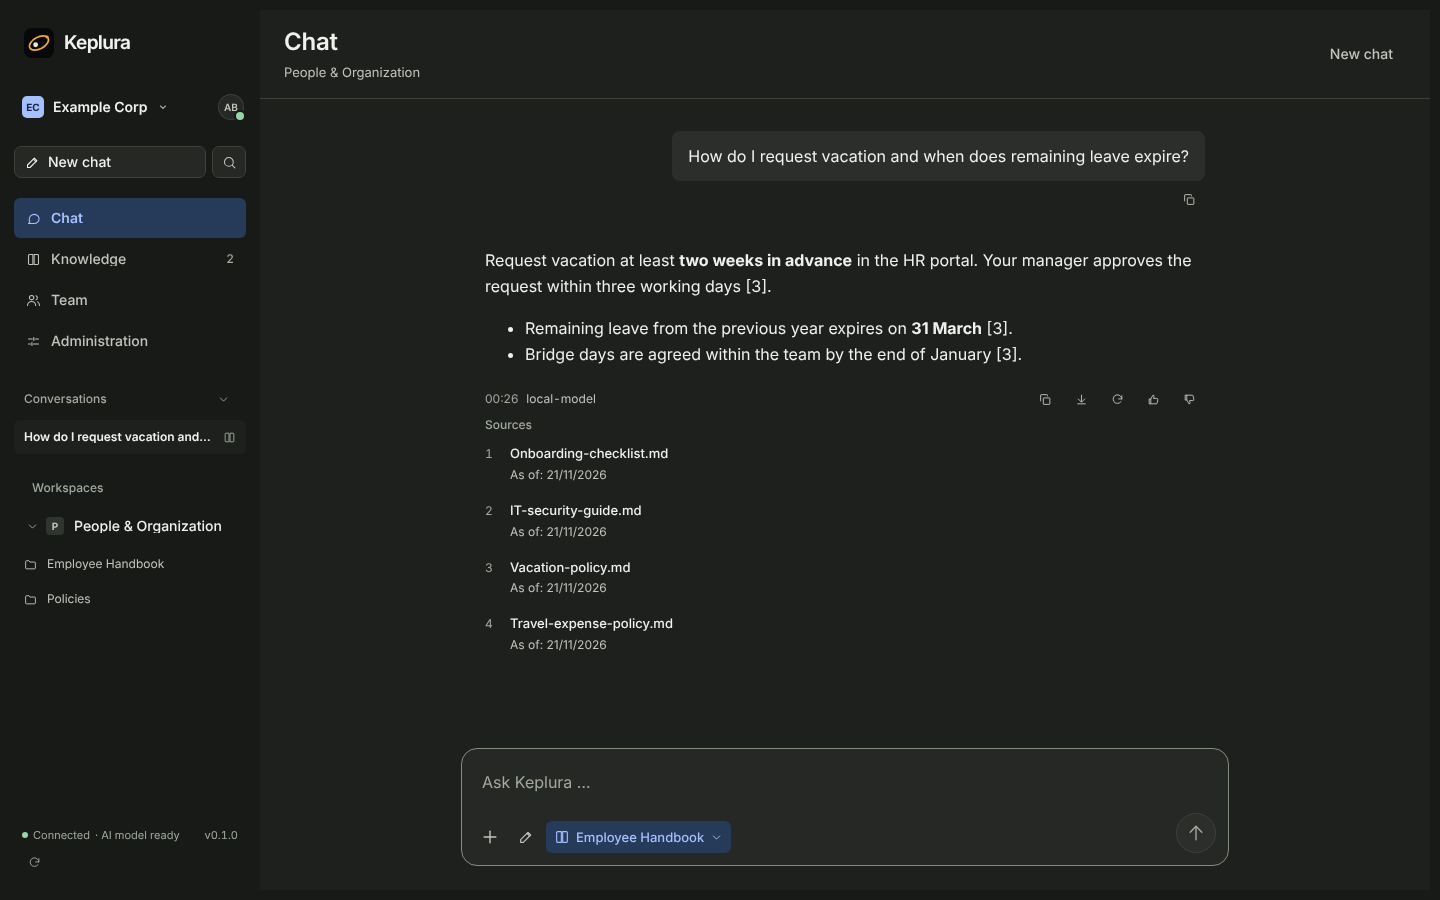 Keplura
EC Example Corp AB
New chat
Chat
Knowledge 2
Team
Administration
Conversations
How do I request vacation and...
Workspaces
P People & Organization
Employee Handbook
Policies
Connected · AI model ready v0.1.0
Chat
People & Organization
New chat
How do I request vacation and when does remaining leave expire?
Request vacation at least two weeks in advance in the HR portal. Your manager approves the
request within three working days [3].
• Remaining leave from the previous year expires on 31 March [3].
• Bridge days are agreed within the team by the end of January [3].
00:26 local-model
Sources
1 Onboarding-checklist.md
As of: 21/11/2026
2 IT-security-guide.md
As of: 21/11/2026
3 Vacation-policy.md
As of: 21/11/2026
4 Travel-expense-policy.md
As of: 21/11/2026
Ask Keplura ...
Employee Handbook